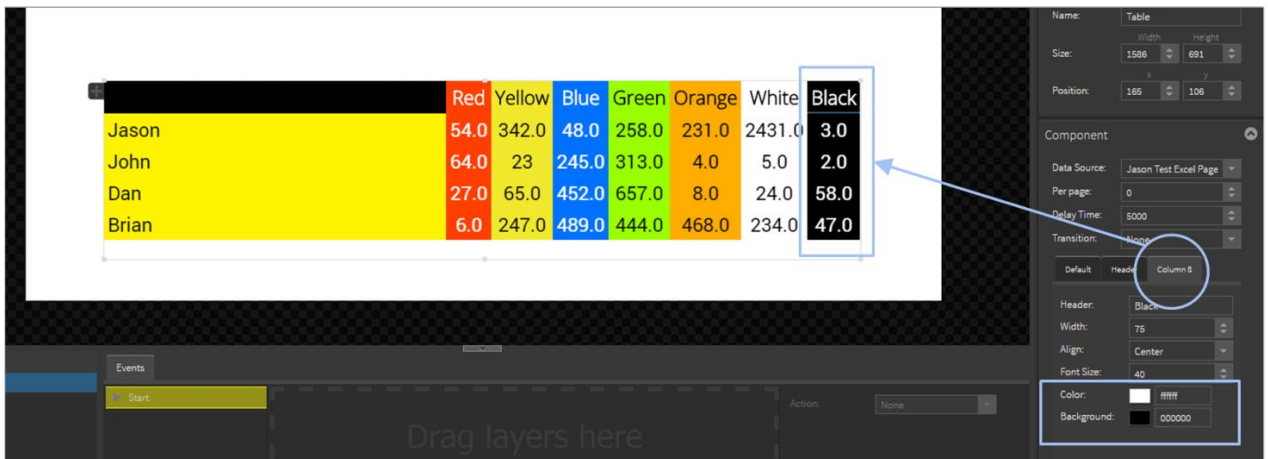 Name: Table
Width Height
Size: 1586 691
x y
Position: 165 106
Red Yellow Blue Green Orange White Black
Jason 54.0 342.0 48.0 258.0 231.0 2431.0 3.0
John 64.0 23 245.0 313.0 4.0 5.0 2.0
Dan 27.0 65.0 452.0 657.0 8.0 24.0 58.0
Brian 6.0 247.0 489.0 444.0 468.0 234.0 47.0
Component
Data Source: Jason Test Excel Page
Per page: 0
Delay Time: 5000
Transition: None
Default Header Column 8
Header: Black
Width: 75
Align: Center
Font Size: 40
Color: ffffff
Background: 000000
Events
Start
Action: None
Drag layers here